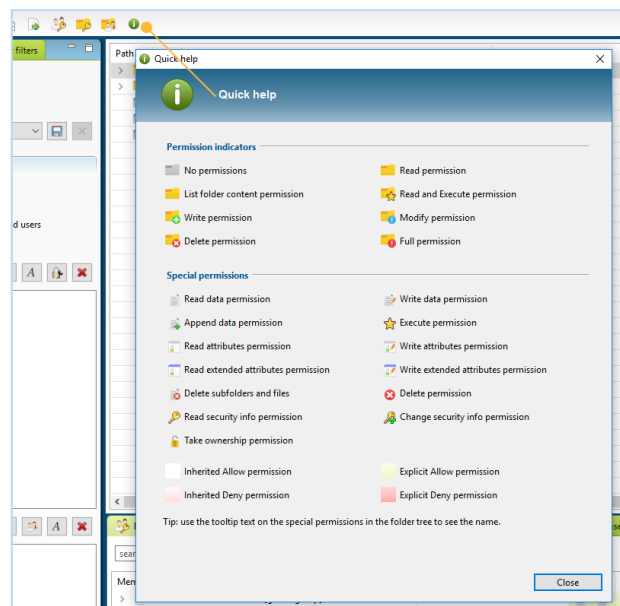 filters
Path
Quick help
Quick help
Permission indicators
No permissions
Read permission
List folder content permission
Read and Execute permission
Write permission
Modify permission
Delete permission
Full permission
d users
Special permissions
Read data permission
Write data permission
Append data permission
Execute permission
Read attributes permission
Write attributes permission
Read extended attributes permission
Write extended attributes permission
Delete subfolders and files
Delete permission
Read security info permission
Change security info permission
Take ownership permission
Inherited Allow permission
Explicit Allow permission
Inherited Deny permission
Explicit Deny permission
Tip: use the tooltip text on the special permissions in the folder tree to see the name.
sear
Close
Mem